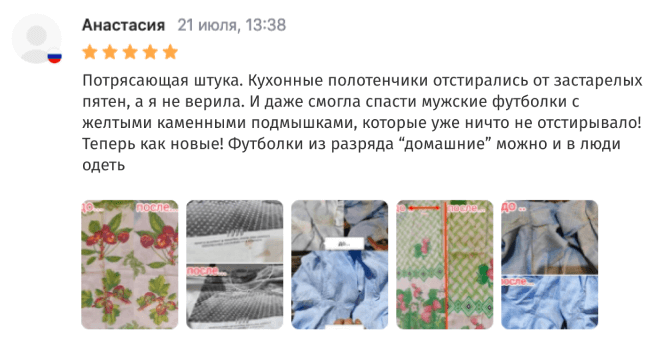 Анастасия 21 июля, 13:38
Потрясающая штука. Кухонные полотенчики отстирались от застарелых
пятен, а я не верила. И даже смогла спасти мужские футболки с
желтыми каменными подмышками, которые уже ничто не отстирывало!
Теперь как новые! Футболки из разряда “домашние” можно и в люди
одеть
до... после...
после...
до...
до после...
до ..
после...